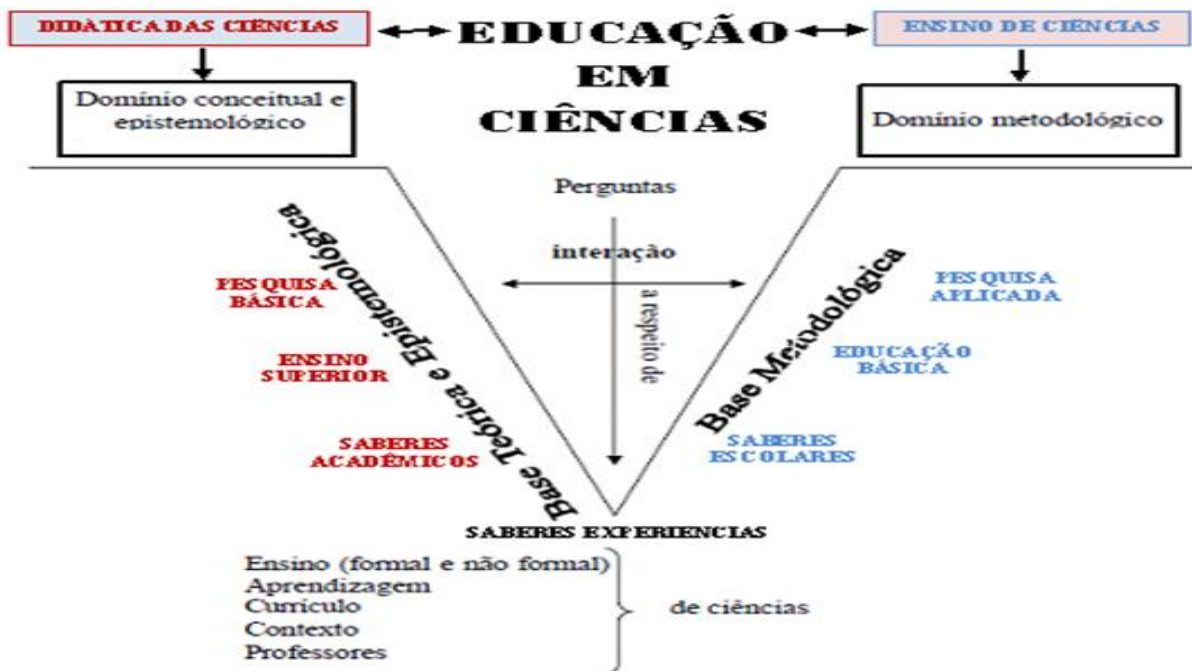 DIDÀTICA DAS CIÊNCIAS
EDUCAÇÃO
EM
CIÊNCIAS
ENSINO DE CIÊNCIAS
Domínio conceitual e
epistemológico
Domínio metodológico
Perguntas
interação
a respeito de
Base Teórica e Epistemológica
PESQUISA
BÁSICA
ENSINO
SUPERIOR
SABERES
ACADÊMICOS
Base Metodológica
PESQUISA
APLICADA
EDUCAÇÃO
BÁSICA
SABERES
ESCOLARES
SABERES EXPERIENCIAS
Ensino (formal e não formal)
Aprendizagem
Currículo
Contexto
Professores
de ciências